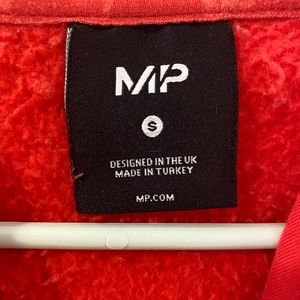 MP
S
DESIGNED IN THE UK
MADE IN TURKEY
MP.COM